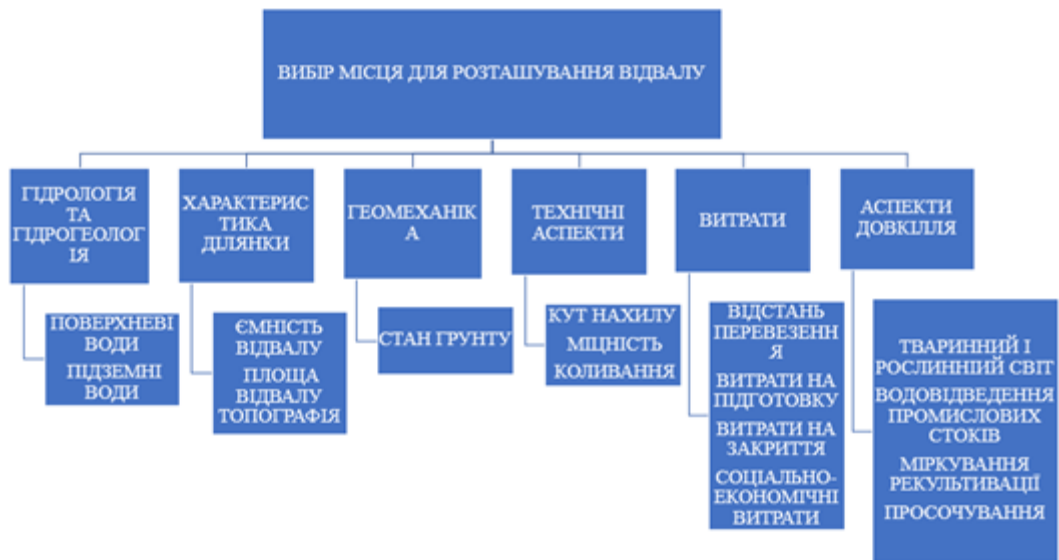 ВИБІР МІСЦЯ ДЛЯ РОЗТАШУВАННЯ ВІДВАЛУ
ГІДРОЛОГІЯ
ТА
ГІДРОГЕОЛОГ
ІЯ
ПОВЕРХНЕВІ
ВОДИ
ПІДЗЕМНІ
ВОДИ
ХАРАКТЕРИС
ТИКА
ДІЛЯНКИ
ЄМНІСТЬ
ВІДВАЛУ
ПЛОЩА
ВІДВАЛУ
ТОПОГРАФІЯ
ГЕОМЕХАНІК
А
СТАН ГРУНТУ
ТЕХНІЧНІ
АСПЕКТИ
КУТ НАХИЛУ
МІЦНІСТЬ
КОЛИВАННЯ
ВИТРАТИ
ВІДСТАНЬ
ПЕРЕВЕЗЕНН
Я
ВИТРАТИ НА
ПІДГОТОВКУ
ВИТРАТИ НА
ЗАКРИТТЯ
СОЦІАЛЬНО-
ЕКОНОМІЧНІ
ВИТРАТИ
АСПЕКТИ
ДОВКІЛЛЯ
ТВАРИННИЙ І
РОСЛИННІЙ СВІТ
ВОДОВІДВЕДЕННЯ
ПРОМИСЛОВИХ
СТОКІВ
МІРКУВАННЯ
РЕКУЛЬТИВАЦІЇ
ПРОСОЧУВАННЯ